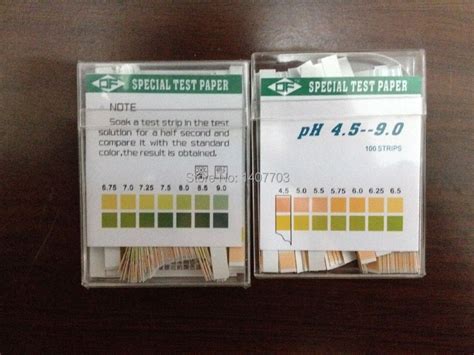 QF SPECIAL TEST PAPER
NOTE
Soak a test strip in the test
solution for a half second and
compare it with the standard
color,the result is obtained.
6.75 7.0 7.25 7.5 8.0 8.5 9.0
QF SPECIAL TEST PAPER
pH 4.5--9.0
100 STRIPS
4.5 5.0 5.5 5.75 6.0 6.25 6.5
Store No: 1407703